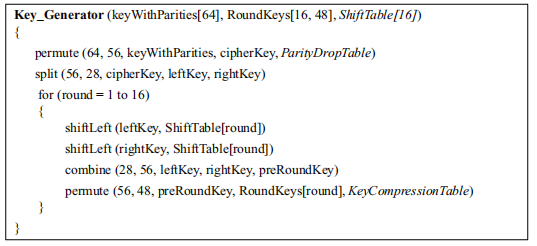 Key_Generator (keyWithParities[64], RoundKeys[16, 48], ShiftTable[16])
{
permute (64, 56, keyWithParities, cipherKey, ParityDropTable)
split (56, 28, cipherKey, leftKey, rightKey)
for (round = 1 to 16)
{
shiftLeft (leftKey, ShiftTable[round])
shiftLeft (rightKey, ShiftTable[round])
combine (28, 56, leftKey, rightKey, preRoundKey)
permute (56, 48, preRoundKey, RoundKeys[round], KeyCompressionTable)
}
}